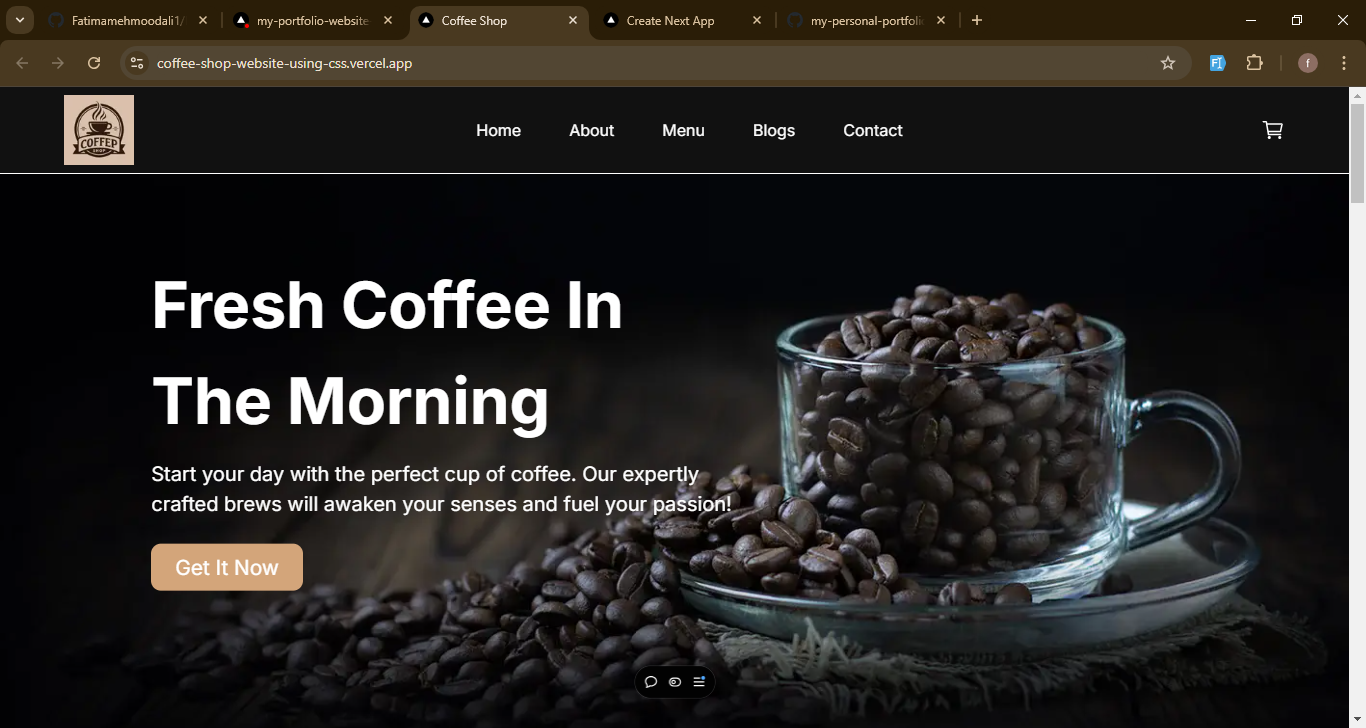 Fatimamehmoodali1/
my-portfolio-website
Coffee Shop
Create Next App
my-personal-portfoli
coffee-shop-website-using-css.vercel.app
f
COFFEP
SHOP
Home
About
Menu
Blogs
Contact
Fresh Coffee In
The Morning
Start your day with the perfect cup of coffee. Our expertly
crafted brews will awaken your senses and fuel your passion!
Get It Now